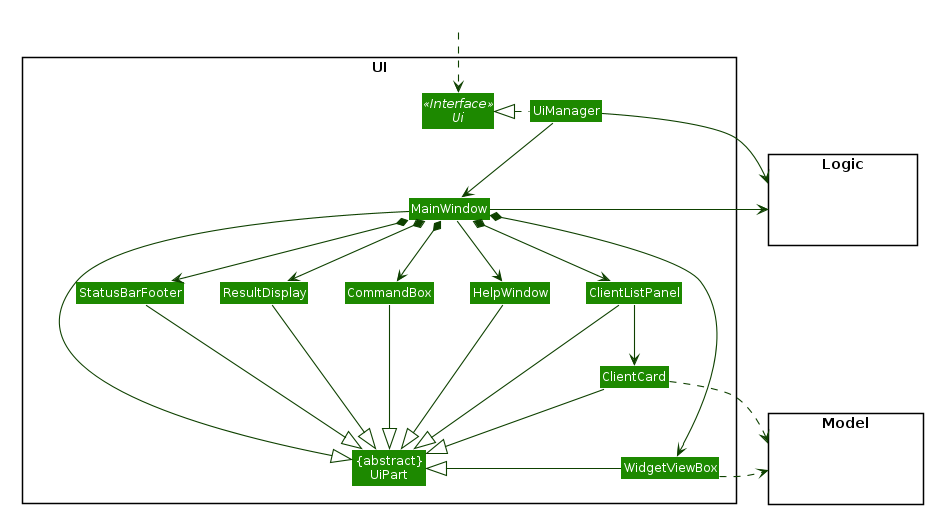 UI
«Interface»
Ui
UiManager
Logic
MainWindow
StatusBarFooter
ResultDisplay
CommandBox
HelpWindow
ClientListPanel
ClientCard
Model
{abstract}
UiPart
WidgetViewBox